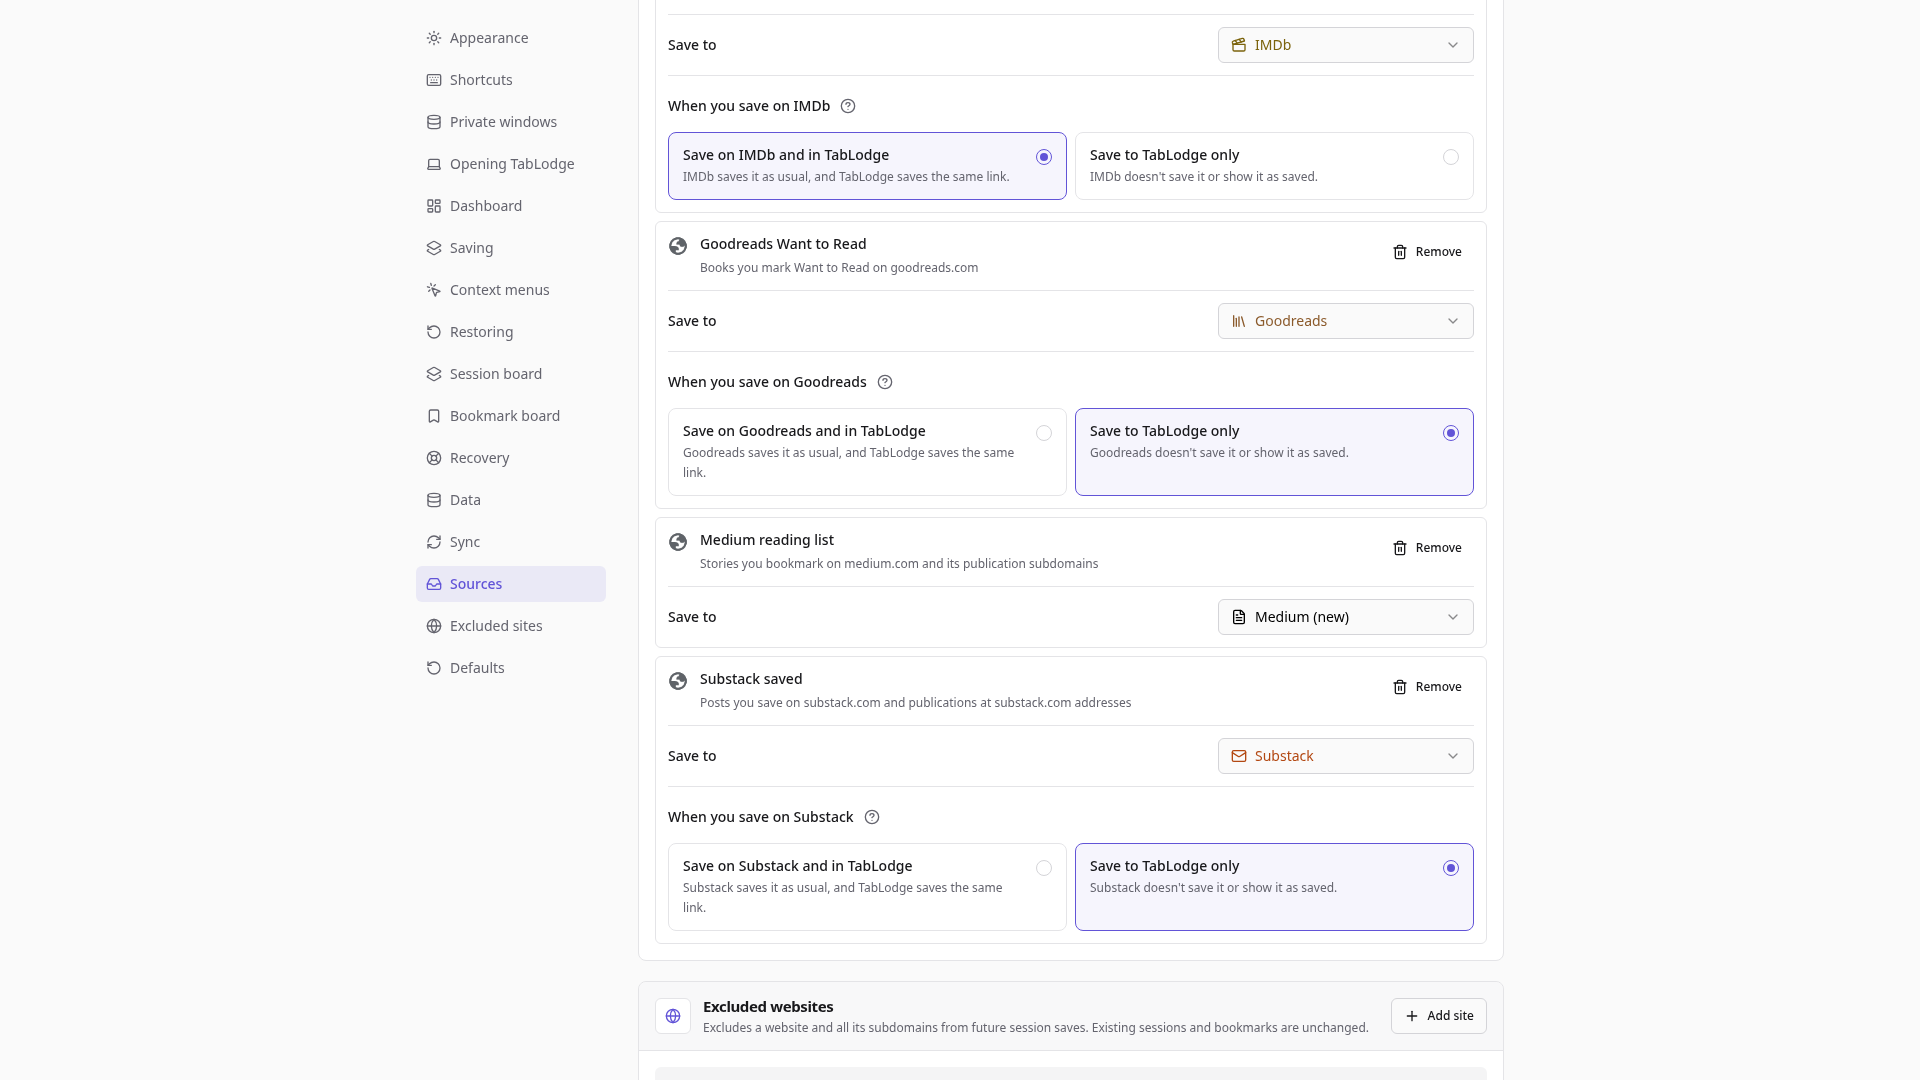 Appearance
Shortcuts
Private windows
Opening TabLodge
Dashboard
Saving
Context menus
Restoring
Session board
Bookmark board
Recovery
Data
Sync
Sources
Excluded sites
Defaults
Save to
IMDb
When you save on IMDb
Save on IMDb and in TabLodge
IMDb saves it as usual, and TabLodge saves the same link.
Save to TabLodge only
IMDb doesn't save it or show it as saved.
Goodreads Want to Read
Books you mark Want to Read on goodreads.com
Remove
Save to
Goodreads
When you save on Goodreads
Save on Goodreads and in TabLodge
Goodreads saves it as usual, and TabLodge saves the same
link.
Save to TabLodge only
Goodreads doesn't save it or show it as saved.
Medium reading list
Stories you bookmark on medium.com and its publication subdomains
Remove
Save to
Medium (new)
Substack saved
Posts you save on substack.com and publications at substack.com addresses
Remove
Save to
Substack
When you save on Substack
Save on Substack and in TabLodge
Substack saves it as usual, and TabLodge saves the same
link.
Save to TabLodge only
Substack doesn't save it or show it as saved.
Excluded websites
Excludes a website and all its subdomains from future session saves. Existing sessions and bookmarks are unchanged.
Add site